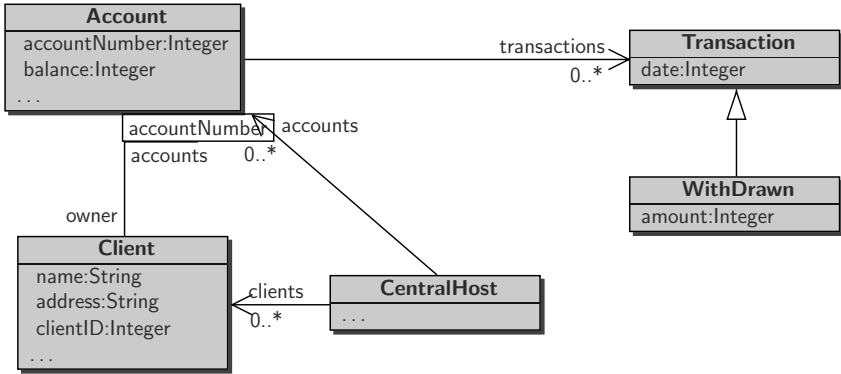 Account
accountNumber:Integer
balance:Integer
...
transactions
0..*
Transaction
date:Integer
accountNumber
accounts
accounts
0..*
WithDrawn
amount:Integer
owner
Client
name:String
address:String
clientID:Integer
...
clients
0..*
CentralHost
...